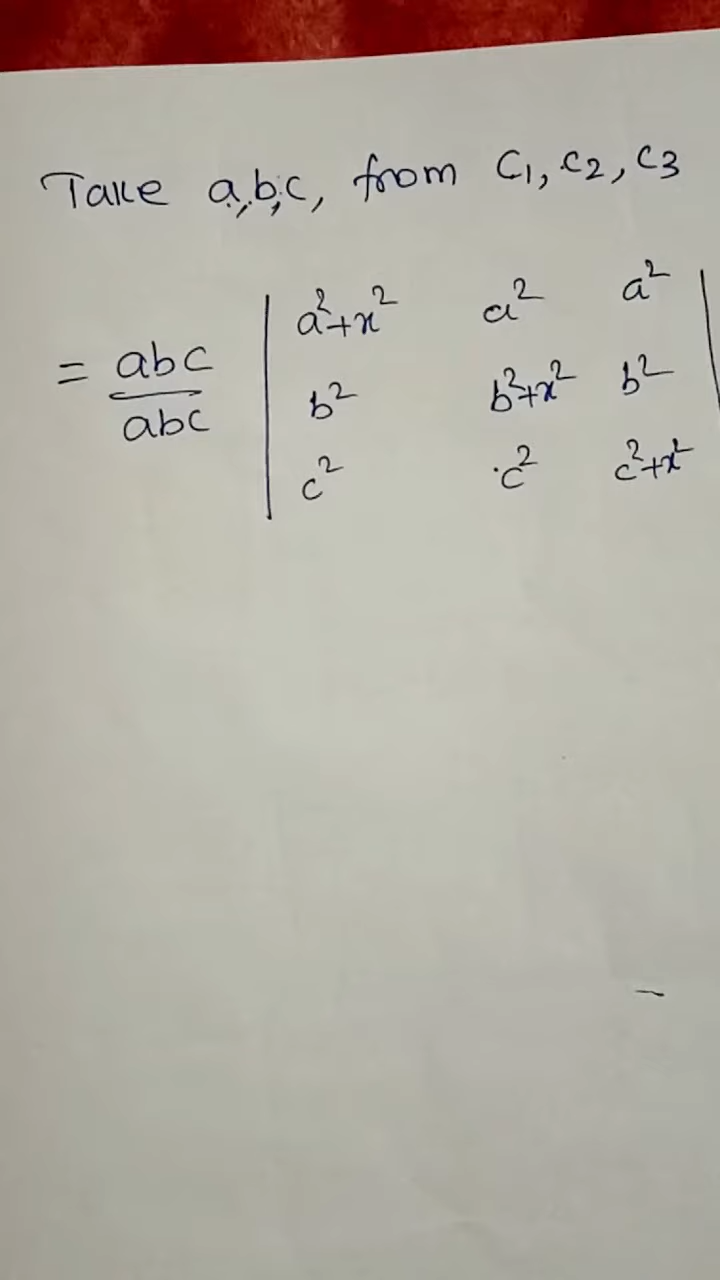 Take a,b,c, from C1, C2, C3
= abc/abc | a²+x² a² a² |
b² b²+x² b²
c² c² c²+x²